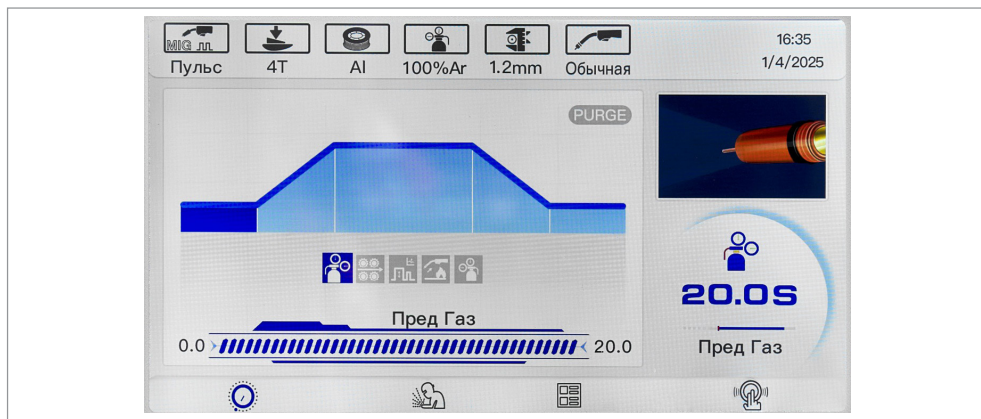 MIG
Пульс
4T
Al
100%Ar
1.2mm
Обычная
16:35
1/4/2025
PURGE
20.0S
Пред Газ
0.0
20.0
Пред Газ